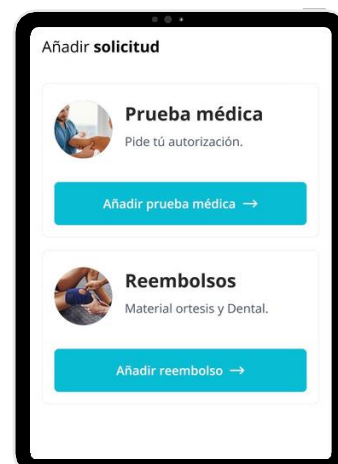 Añadir solicitud
Prueba médica
Pide tú autorización.
Añadir prueba médica →
Reembolsos
Material ortesis y Dental.
Añadir reembolso →